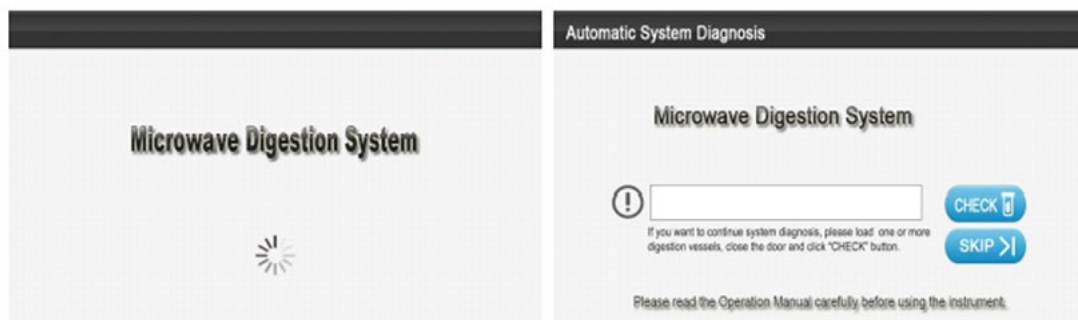 Microwave Digestion System
Automatic System Diagnosis
Microwave Digestion System
CHECK
If you want to continue system diagnosis, please load one or more
digestion vessels, close the door and click "CHECK" button.
SKIP
Please read the Operation Manual carefully before using the instrument.